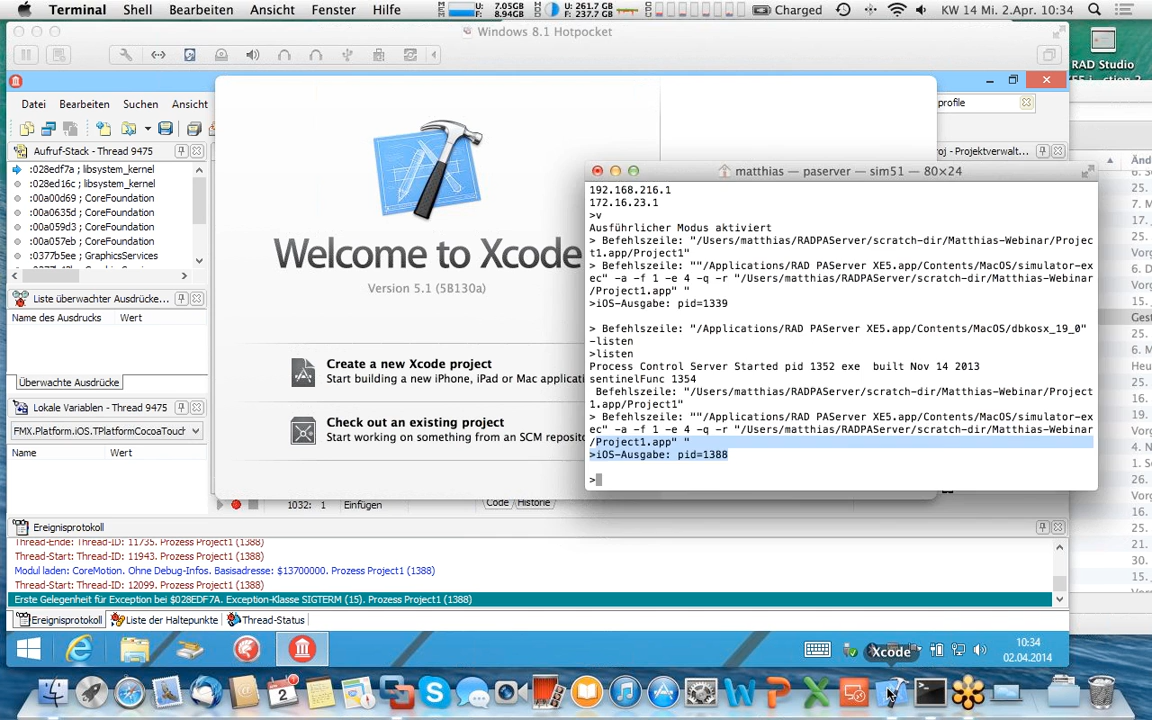 Terminal Shell Bearbeiten Ansicht Fenster Hilfe
U: 7.05GB
F: 8.94GB
U: 261.7 GB
F: 237.7 GB
Charged
KW 14 Mi. 2.Apr. 10:34
Windows 8.1 Hotpocket
RAD Studio
Datei Bearbeiten Suchen Ansicht
profile
Aufruf-Stack - Thread 9475
oj - Projektverwalt...
:028edf7a ; libsystem_kernel
:028ed16c ; libsystem_kernel
:00a00d69 ; CoreFoundation
:00a0635d ; CoreFoundation
:00a059d3 ; CoreFoundation
:00a057eb ; CoreFoundation
:0377b5ee ; GraphicsServices
Liste überwachter Ausdrücke...
Name des Ausdrucks Wert
Überwachte Ausdrücke
Lokale Variablen - Thread 9475
FMX.Platform.iOS.TPlatformCocoaTouch
Name Wert
Welcome to Xcode
Version 5.1 (5B130a)
Create a new Xcode project
Start building a new iPhone, iPad or Mac applicati
Check out an existing project
Start working on something from an SCM reposito
matthias — paserver — sim51 — 80×24
192.168.216.1
172.16.23.1
>v
Ausführlicher Modus aktiviert
> Befehlszeile: "/Users/matthias/RADPAServer/scratch-dir/Matthias-Webinar/Projec
t1.app/Project1"
> Befehlszeile: ""/Applications/RAD PAServer XE5.app/Contents/MacOS/simulator-ex
ec" -a -f 1 -e 4 -q -r "/Users/matthias/RADPAServer/scratch-dir/Matthias-Webinar
/Project1.app" "
>iOS-Ausgabe: pid=1339
> Befehlszeile: "/Applications/RAD PAServer XE5.app/Contents/MacOS/dbkosx_19_0"
-listen
>listen
Process Control Server Started pid 1352 exe  built Nov 14 2013
sentinelFunc 1354
Befehlszeile: "/Users/matthias/RADPAServer/scratch-dir/Matthias-Webinar/Project
1.app/Project1"
> Befehlszeile: ""/Applications/RAD PAServer XE5.app/Contents/MacOS/simulator-ex
ec" -a -f 1 -e 4 -q -r "/Users/matthias/RADPAServer/scratch-dir/Matthias-Webinar
/Project1.app" "
>iOS-Ausgabe: pid=1388
>
1032: 1 Einfügen Code Historie
Ereignisprotokoll
Thread-Ende: Thread-ID: 11735. Prozess Project1 (1388)
Thread-Start: Thread-ID: 11943. Prozess Project1 (1388)
Modul laden: CoreMotion. Ohne Debug-Infos. Basisadresse: $13700000. Prozess Project1 (1388)
Thread-Start: Thread-ID: 12099. Prozess Project1 (1388)
Erste Gelegenheit für Exception bei $028EDF7A. Exception-Klasse SIGTERM (15). Prozess Project1 (1388)
Ereignisprotokoll Liste der Haltepunkte Thread-Status
Xcode
10:34
02.04.2014